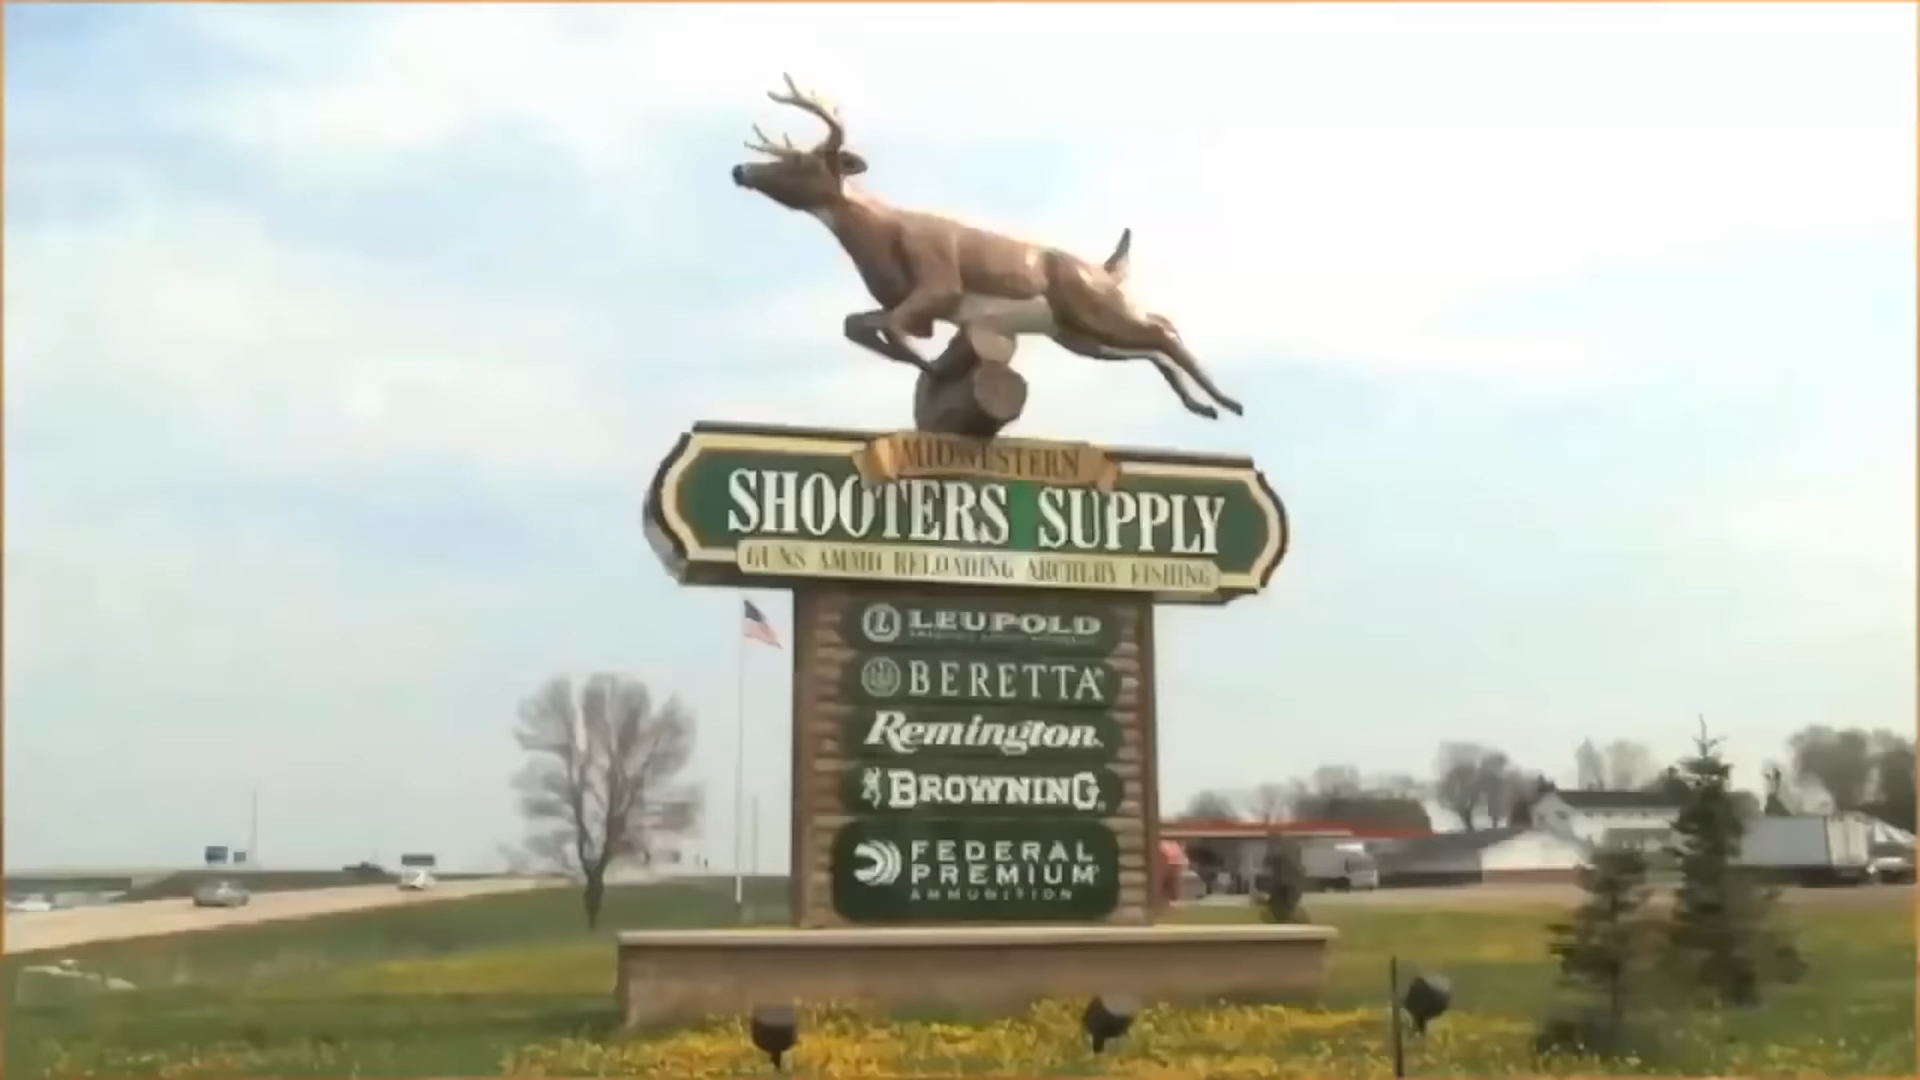 MIDWESTERN
SHOOTERS SUPPLY
GUNS AMMO RELOADING ARCHERY FISHING
L LEUPOLD
BERETTA
Remington
BROWNING
FEDERAL
PREMIUM
AMMUNITION